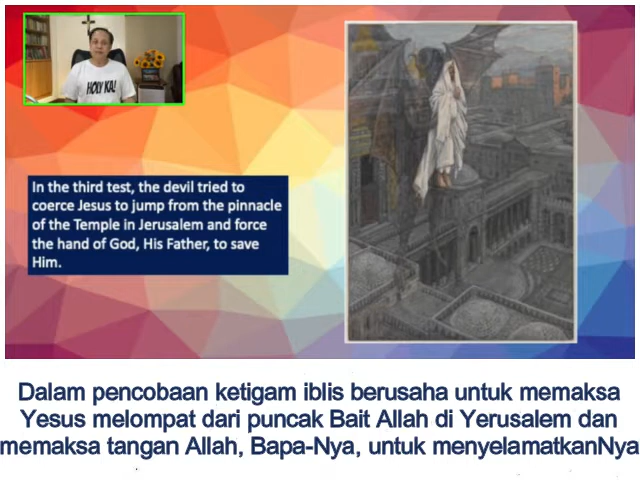 HOLY KA!
In the third test, the devil tried to
coerce Jesus to jump from the pinnacle
of the Temple in Jerusalem and force
the hand of God, His Father, to save
Him.
Dalam pencobaan ketigam iblis berusaha untuk memaksa
Yesus melompat dari puncak Bait Allah di Yerusalem dan
memaksa tangan Allah, Bapa-Nya, untuk menyelamatkanNya